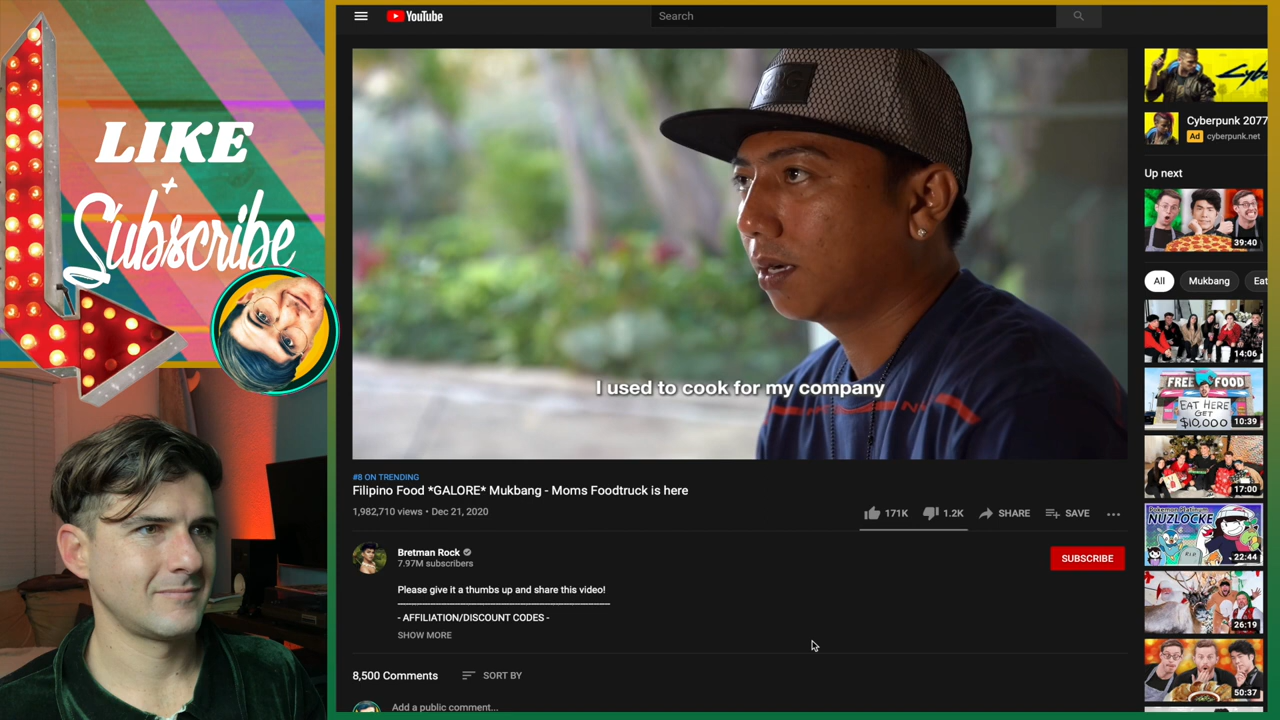 LIKE
+
Subscribe
YouTube
Search
I used to cook for my company
#8 ON TRENDING
Filipino Food *GALORE* Mukbang - Moms Foodtruck is here
1,982,710 views • Dec 21, 2020
171K
1.2K
SHARE
SAVE
Bretman Rock
7.97M subscribers
SUBSCRIBE
Please give it a thumbs up and share this video!
- AFFILIATION/DISCOUNT CODES -
SHOW MORE
8,500 Comments
SORT BY
Add a public comment...
Cyberpunk 2077
Ad cyberpunk.net
Up next
39:40
All
Mukbang
Eat
14:06
FREE FOOD
EAT HERE
GET
$10,000
10:39
17:00
Pokemon Platinum
NUZLOCKE
RIP
22:44
26:19
50:37